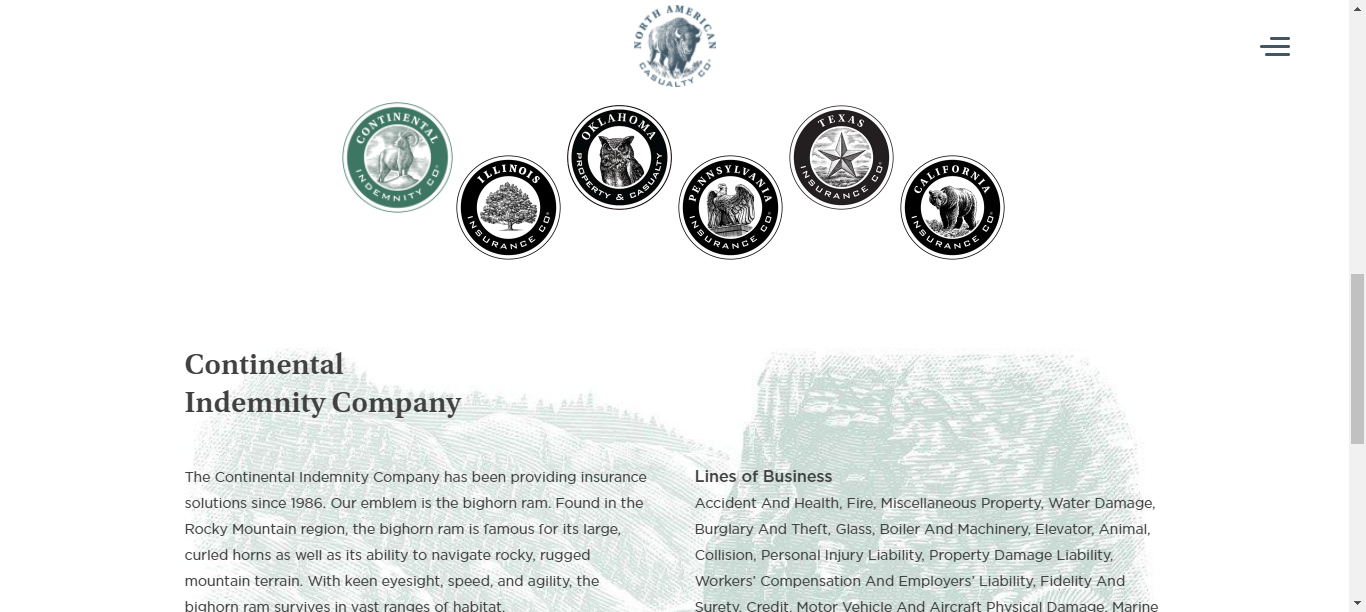 NORTH AMERICAN
CASUALTY CO
CONTINENTAL
INDEMNITY CO
ILLINOIS
INSURANCE CO
OKLAHOMA
PROPERTY & CASUALTY
PENNSYLVANIA
INSURANCE CO
TEXAS
INSURANCE CO
CALIFORNIA
INSURANCE CO
Continental
Indemnity Company
The Continental Indemnity Company has been providing insurance
solutions since 1986. Our emblem is the bighorn ram. Found in the
Rocky Mountain region, the bighorn ram is famous for its large,
curled horns as well as its ability to navigate rocky, rugged
mountain terrain. With keen eyesight, speed, and agility, the
bighorn ram survives in vast ranges of habitat.
Lines of Business
Accident And Health, Fire, Miscellaneous Property, Water Damage,
Burglary And Theft, Glass, Boiler And Machinery, Elevator, Animal,
Collision, Personal Injury Liability, Property Damage Liability,
Workers' Compensation And Employers' Liability, Fidelity And
Surety, Credit, Motor Vehicle And Aircraft Physical Damage, Marine